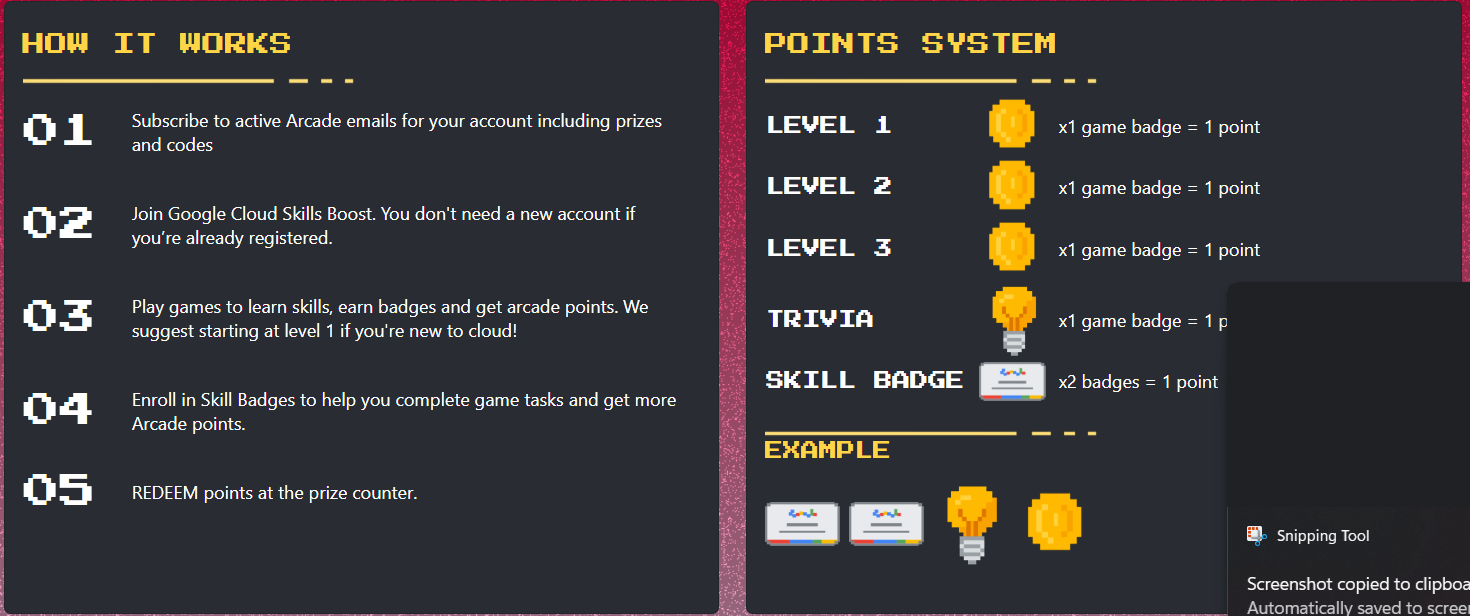 HOW IT WORKS
01
Subscribe to active Arcade emails for your account including prizes
and codes
02
Join Google Cloud Skills Boost. You don't need a new account if
you’re already registered.
03
Play games to learn skills, earn badges and get arcade points. We
suggest starting at level 1 if you're new to cloud!
04
Enroll in Skill Badges to help you complete game tasks and get more
Arcade points.
05
REDEEM points at the prize counter.
POINTS SYSTEM
LEVEL 1 x1 game badge = 1 point
LEVEL 2 x1 game badge = 1 point
LEVEL 3 x1 game badge = 1 point
TRIVIA x1 game badge = 1 p
SKILL BADGE x2 badges = 1 point
EXAMPLE
Snipping Tool
Screenshot copied to clipboa
Automatically saved to screen